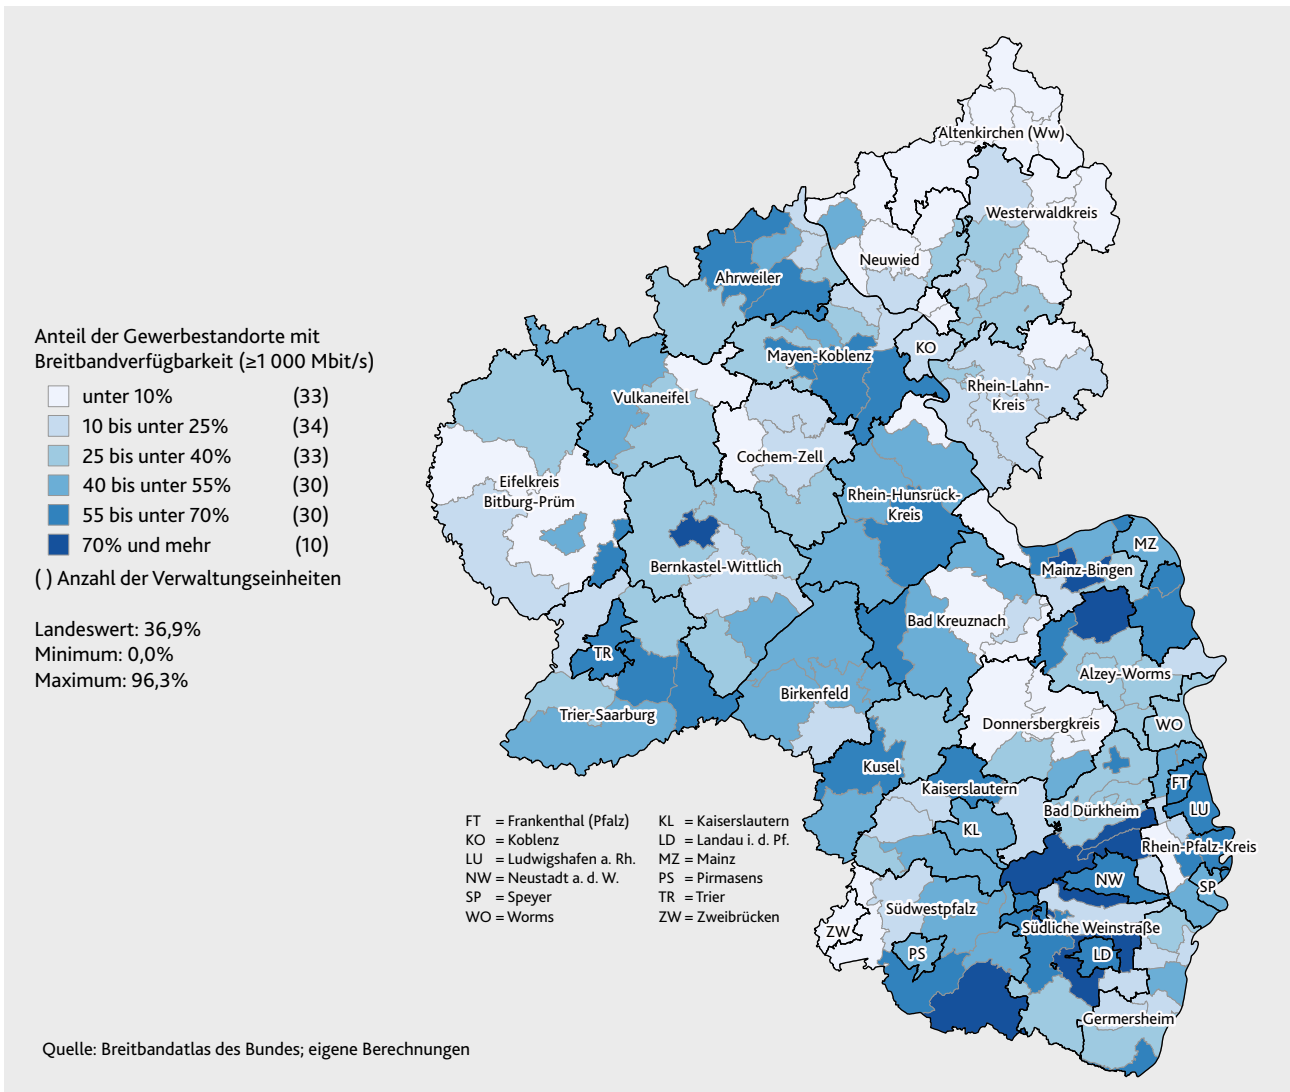 Anteil der Gewerbestandorte mit
Breitbandverfügbarkeit (≥1 000 Mbit/s)
unter 10% (33)
10 bis unter 25% (34)
25 bis unter 40% (33)
40 bis unter 55% (30)
55 bis unter 70% (30)
70% und mehr (10)
( ) Anzahl der Verwaltungseinheiten
Landeswert: 36,9%
Minimum: 0,0%
Maximum: 96,3%
Altenkirchen (Ww)
Westerwaldkreis
Neuwied
Ahrweiler
KO
Mayen-Koblenz
Rhein-Lahn-
Kreis
Vulkaneifel
Cochem-Zell
Eifelkreis
Bitburg-Prüm
Rhein-Hunsrück-
Kreis
MZ
Mainz-Bingen
Bernkastel-Wittlich
Bad Kreuznach
TR
Alzey-Worms
Birkenfeld
Trier-Saarburg
Donnersbergkreis
WO
Kusel
Kaiserslautern
FT
LU
Bad Dürkheim
KL
Rhein-Pfalz-Kreis
NW
SP
Südwestpfalz
Südliche Weinstraße
ZW
PS
LD
Germersheim
FT = Frankenthal (Pfalz) KL = Kaiserslautern
KO = Koblenz LD = Landau i. d. Pf.
LU = Ludwigshafen a. Rh. MZ = Mainz
NW = Neustadt a. d. W. PS = Pirmasens
SP = Speyer TR = Trier
WO = Worms ZW = Zweibrücken
Quelle: Breitbandatlas des Bundes; eigene Berechnungen